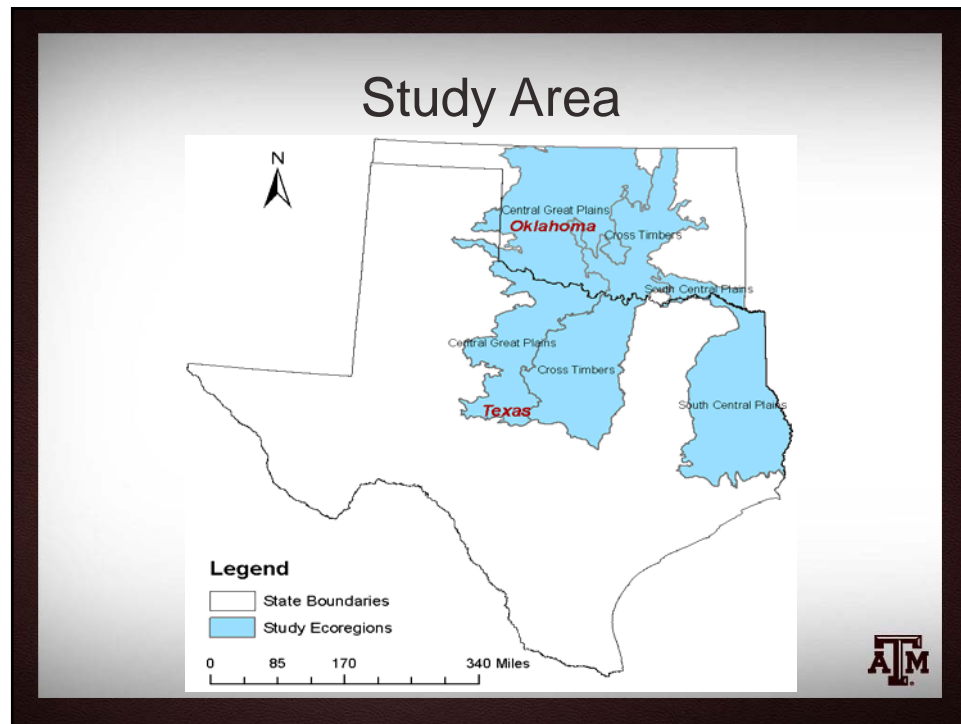 Study Area
N
Central Great Plains
Oklahoma
Cross Timbers
South Central Plains
Central Great Plains
Cross Timbers
South Central Plains
Texas
Legend
State Boundaries
Study Ecoregions
0 85 170 340 Miles
ATM